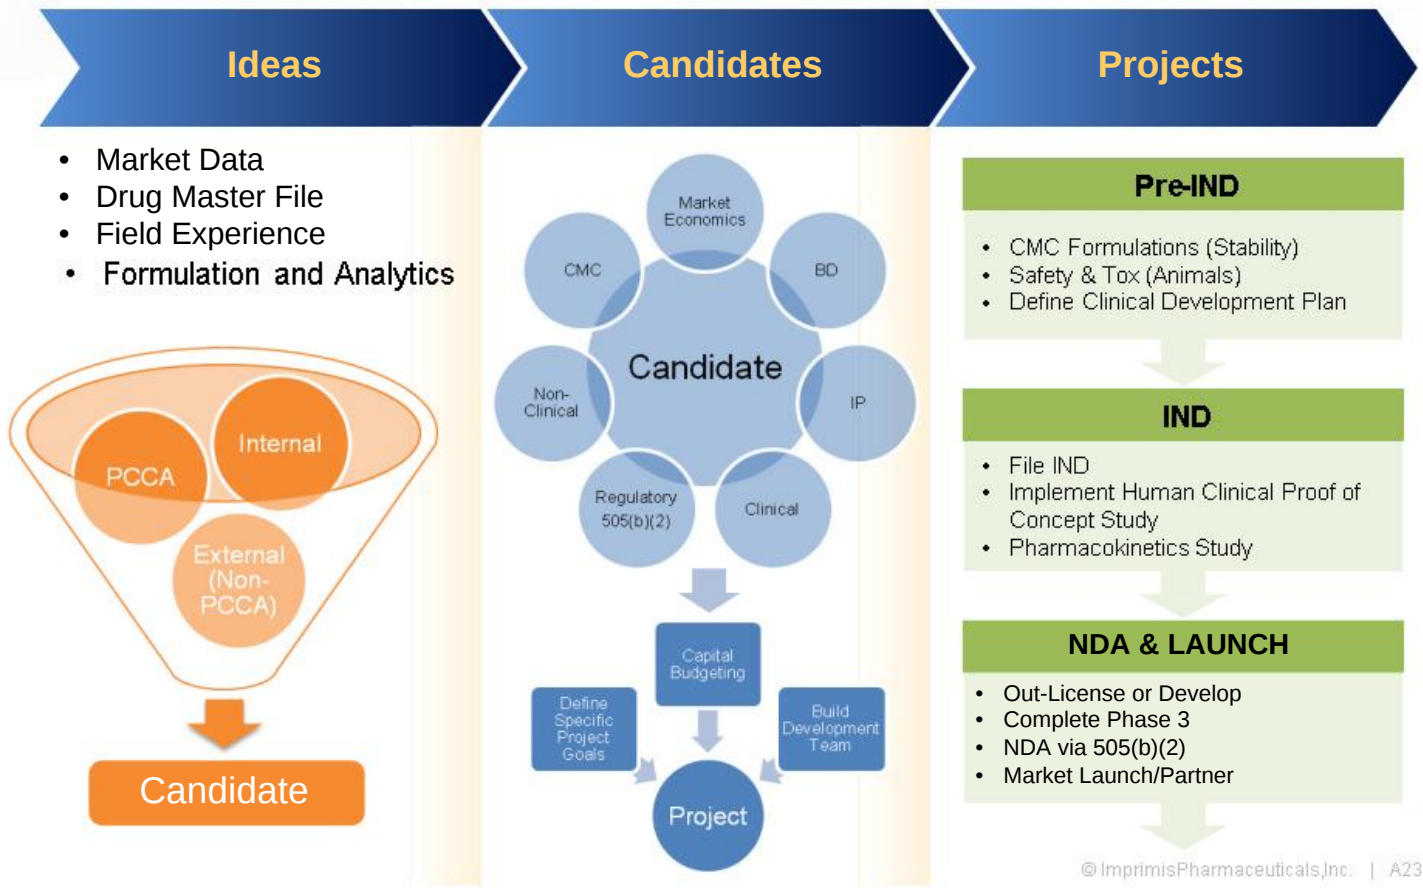 Ideas
Candidates
Projects
• Market Data
• Drug Master File
• Field Experience
• Formulation and Analytics
PCCA
Internal
External
(Non-
PCCA)
Candidate
Market
Economics
BD
IP
Clinical
Regulatory
505(b)(2)
Non-
Clinical
CMC
Candidate
Capital
Budgeting
Define
Specific
Project
Goals
Build
Development
Team
Project
Pre-IND
• CMC Formulations (Stability)
• Safety & Tox (Animals)
• Define Clinical Development Plan
IND
• File IND
• Implement Human Clinical Proof of
Concept Study
• Pharmacokinetics Study
NDA & LAUNCH
• Out-License or Develop
• Complete Phase 3
• NDA via 505(b)(2)
• Market Launch/Partner
© ImprimisPharmaceuticals,Inc. | A23